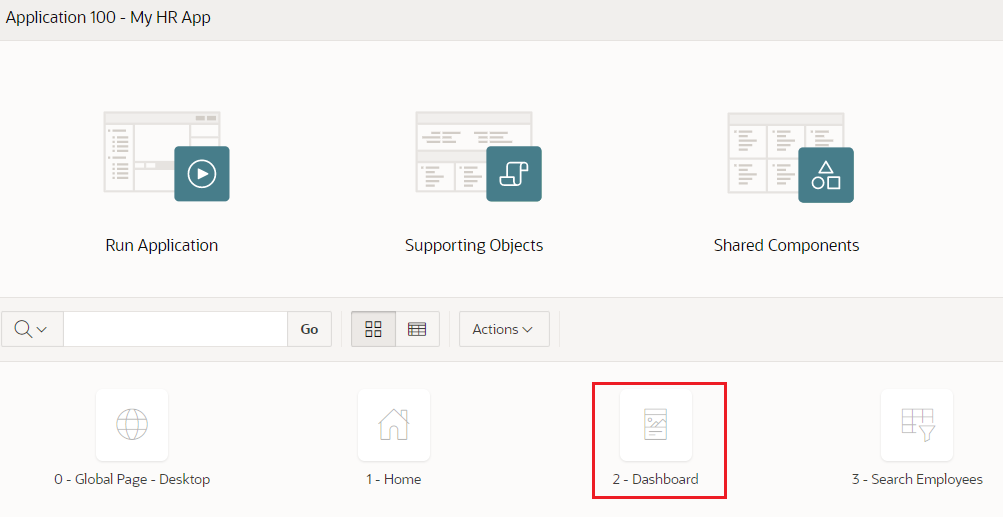 Application 100 - My HR App
Run Application
Supporting Objects
Shared Components
Go
Actions
0 - Global Page - Desktop
1 - Home
2 - Dashboard
3 - Search Employees